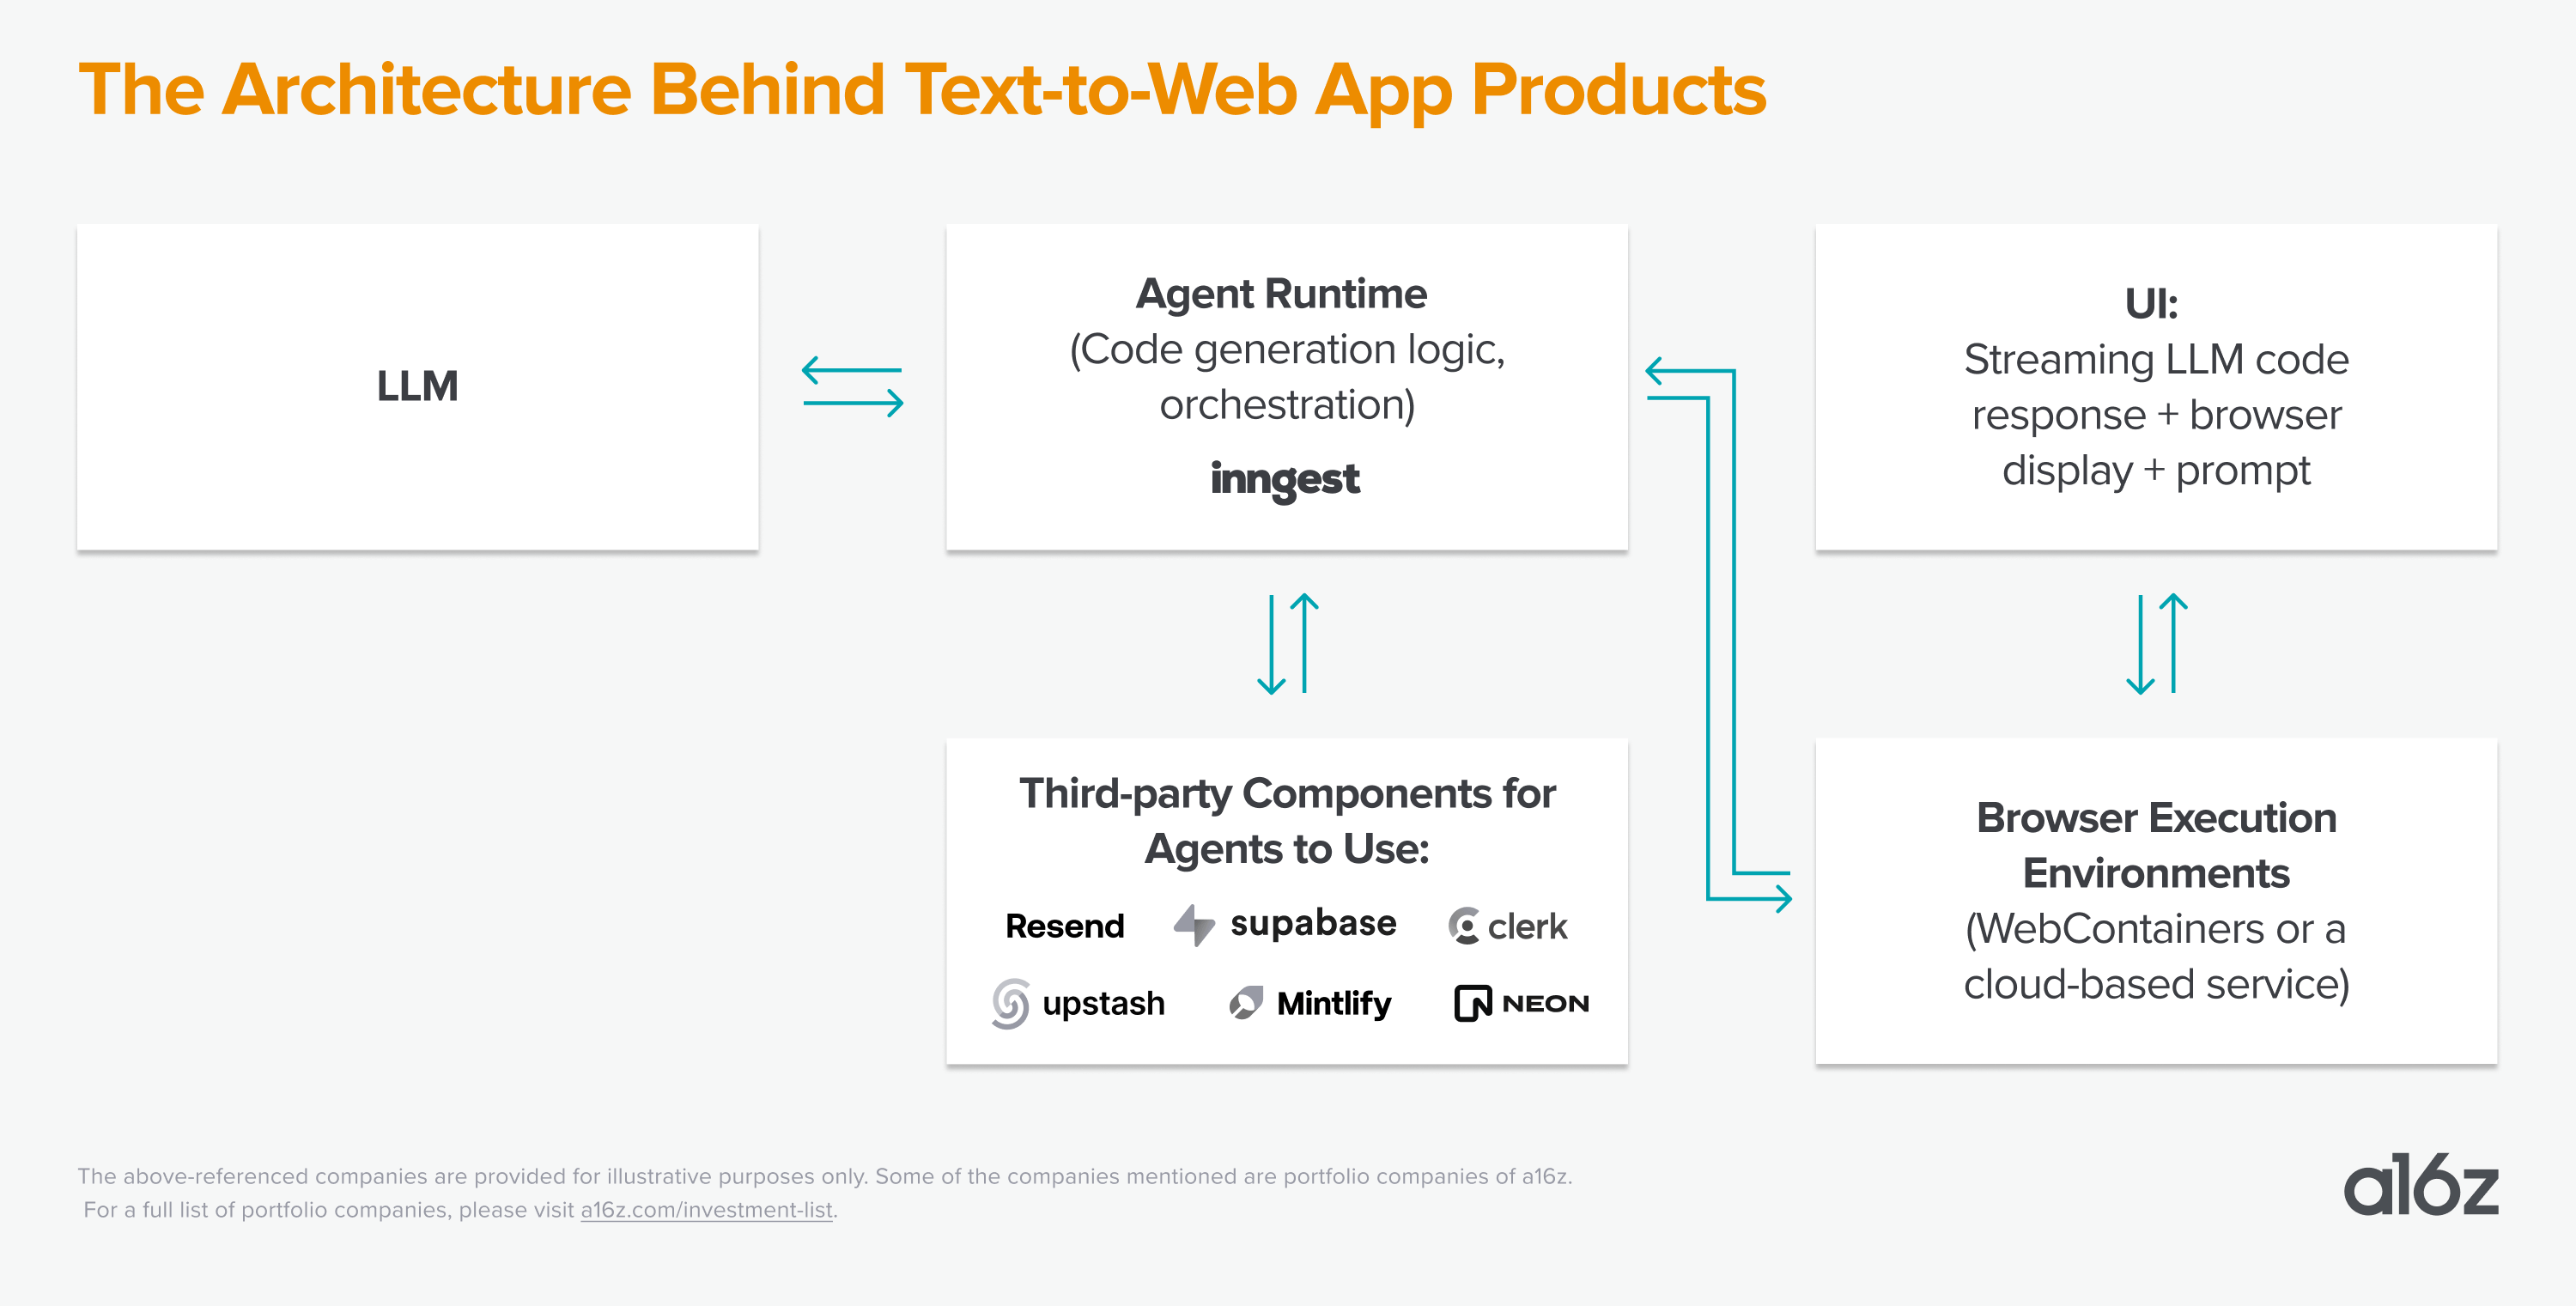 The Architecture Behind Text-to-Web App Products
LLM
Agent Runtime
(Code generation logic,
orchestration)
inngest
UI:
Streaming LLM code
response + browser
display + prompt
Third-party Components for
Agents to Use:
Resend
supabase
clerk
upstash
Mintlify
NEON
Browser Execution
Environments
(WebContainers or a
cloud-based service)
The above-referenced companies are provided for illustrative purposes only. Some of the companies mentioned are portfolio companies of a16z.
For a full list of portfolio companies, please visit a16z.com/investment-list.
a16z